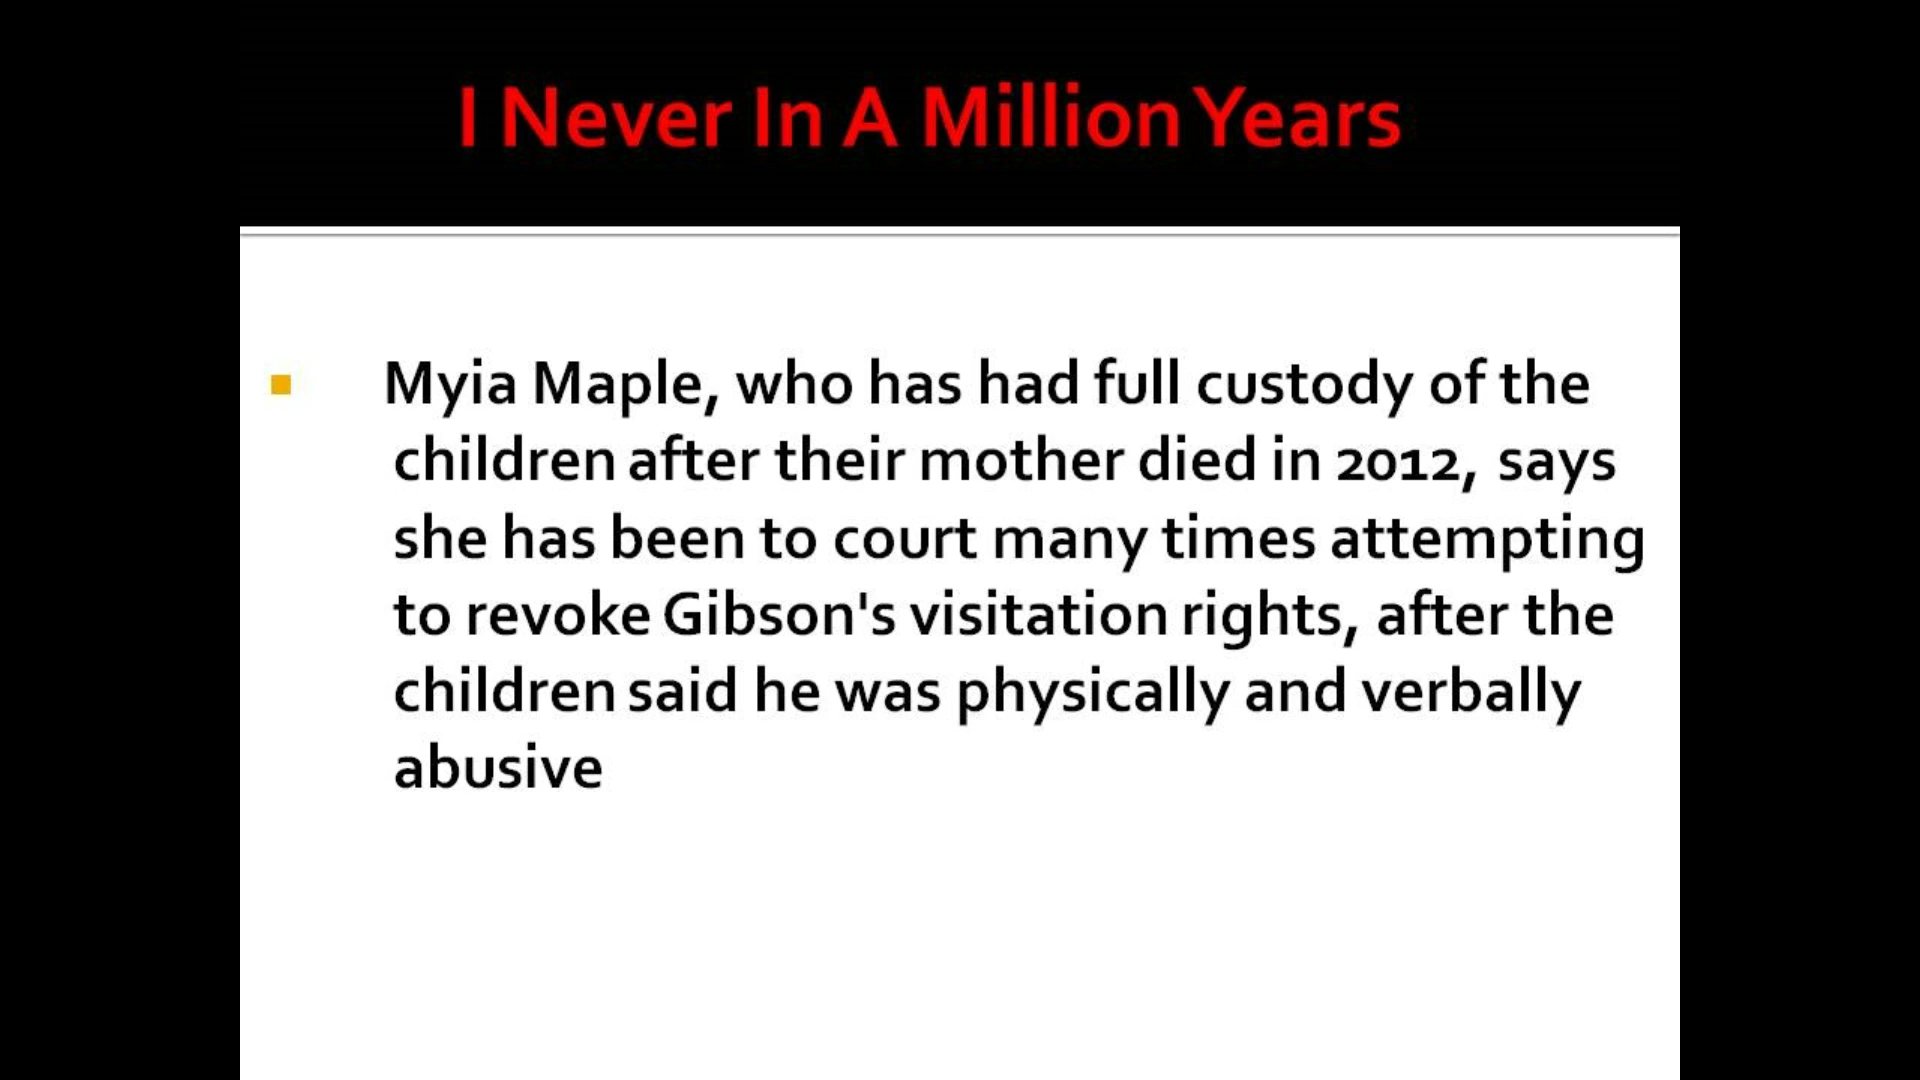 I Never In A Million Years
Myia Maple, who has had full custody of the
children after their mother died in 2012, says
she has been to court many times attempting
to revoke Gibson's visitation rights, after the
children said he was physically and verbally
abusive